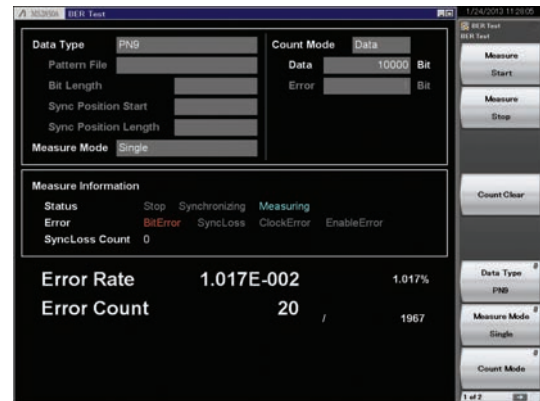 MS2830A BER Test
1/24/2013 11:28:05
BER Test
BER Test
Data Type PN9
Pattern File
Bit Length
Sync Position Start
Sync Position Length
Measure Mode Single
Count Mode Data
Data 10000 Bit
Error Bit
Measure Information
Status Stop Synchronizing Measuring
Error BitError SyncLoss ClockError EnableError
SyncLoss Count 0
Error Rate 1.017E-002 1.017%
Error Count 20 / 1967
Measure
Start
Measure
Stop
Count Clear
Data Type
PN9
Measure Mode
Single
Count Mode
1 of 2